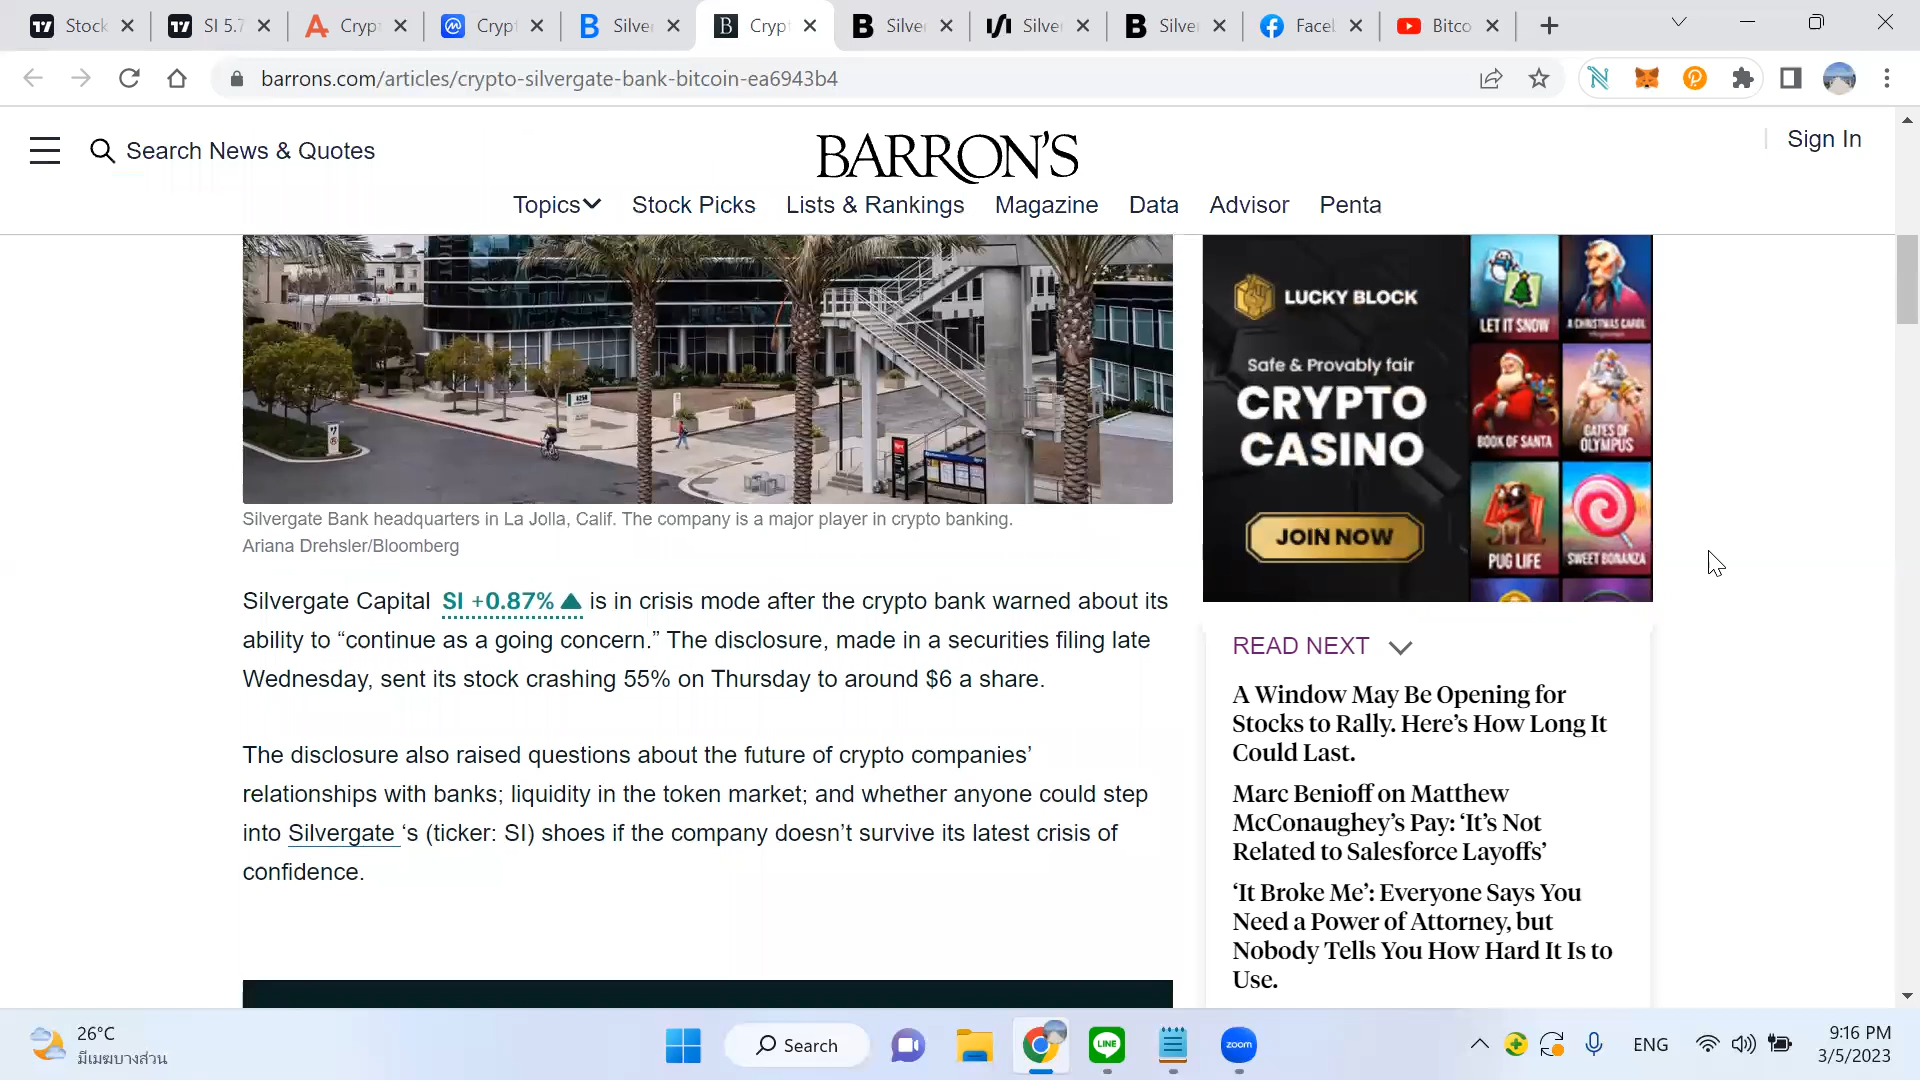 Stock
SI 5.7
Crypt
Crypt
Silver
Crypt
Silver
Silve
Silve
Facel
Bitco
barrons.com/articles/crypto-silvergate-bank-bitcoin-ea6943b4
Search News & Quotes
BARRON'S
Sign In
Topics
Stock Picks
Lists & Rankings
Magazine
Data
Advisor
Penta
LUCKY BLOCK
Safe & Provably fair
CRYPTO
CASINO
JOIN NOW
LET IT SNOW
A CHRISTMAS CAROL
BOOK OF SANTA
GATES OF
OLYMPUS
PUG LIFE
SWEET BONANZA
Silvergate Bank headquarters in La Jolla, Calif. The company is a major player in crypto banking.
Ariana Drehsler/Bloomberg
Silvergate Capital SI +0.87% ▲ is in crisis mode after the crypto bank warned about its
ability to “continue as a going concern.” The disclosure, made in a securities filing late
Wednesday, sent its stock crashing 55% on Thursday to around $6 a share.
The disclosure also raised questions about the future of crypto companies’
relationships with banks; liquidity in the token market; and whether anyone could step
into Silvergate ‘s (ticker: SI) shoes if the company doesn’t survive its latest crisis of
confidence.
READ NEXT
A Window May Be Opening for
Stocks to Rally. Here’s How Long It
Could Last.
Marc Benioff on Matthew
McConaughey’s Pay: ‘It’s Not
Related to Salesforce Layoffs’
‘It Broke Me’: Everyone Says You
Need a Power of Attorney, but
Nobody Tells You How Hard It Is to
Use.
26°C
มีเมฆบางส่วน
Search
LINE
zoom
ENG
9:16 PM
3/5/2023